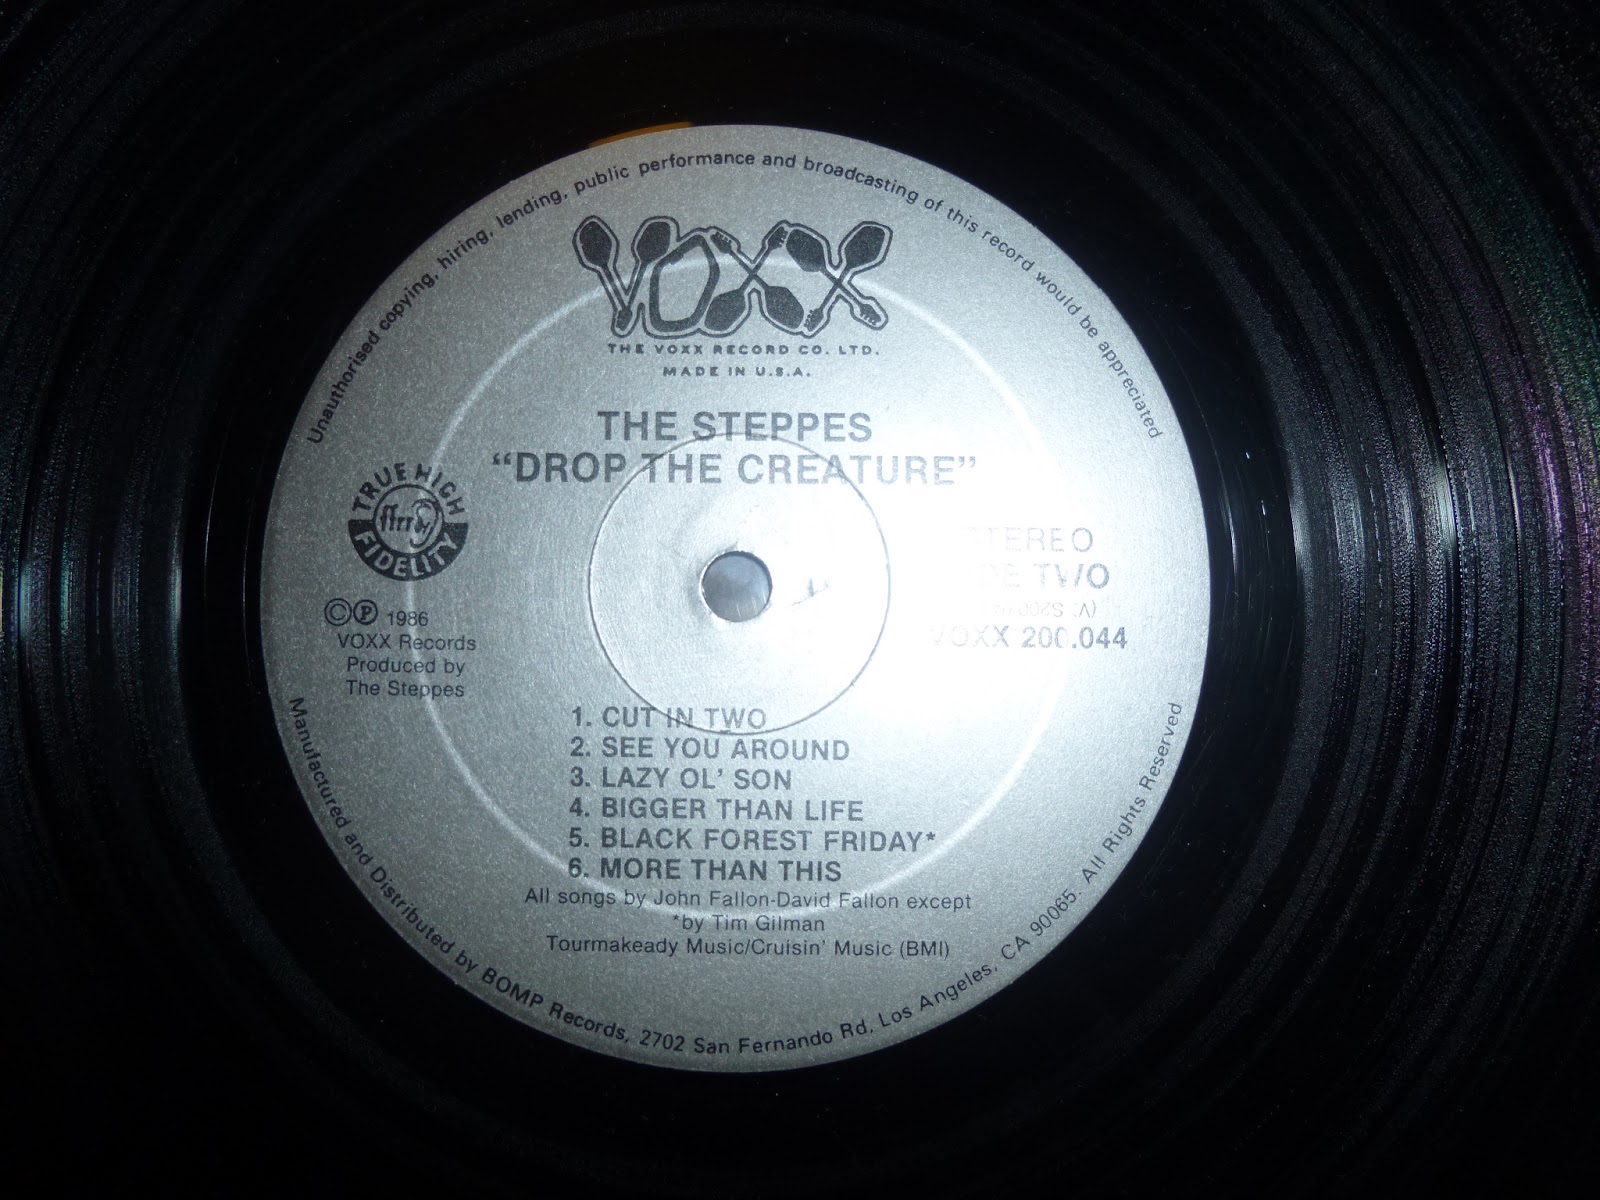 Unauthorised copying, hiring, lending, public performance and broadcasting of this record would be appreciated
VOXX
THE VOXX RECORD CO. LTD.
MADE IN U.S.A.
THE STEPPES
"DROP THE CREATURE"
TRUE HIGH
ffrr
FIDELITY
STEREO
SIDE TWO
VOXX 200.044
©℗ 1986
VOXX Records
Produced by
The Steppes
1. CUT IN TWO
2. SEE YOU AROUND
3. LAZY OL' SON
4. BIGGER THAN LIFE
5. BLACK FOREST FRIDAY*
6. MORE THAN THIS
All songs by John Fallon-David Fallon except
*by Tim Gilman
Tourmakeady Music/Cruisin' Music (BMI)
Manufactured and Distributed by BOMP Records, 2702 San Fernando Rd, Los Angeles, CA 90065. All Rights Reserved